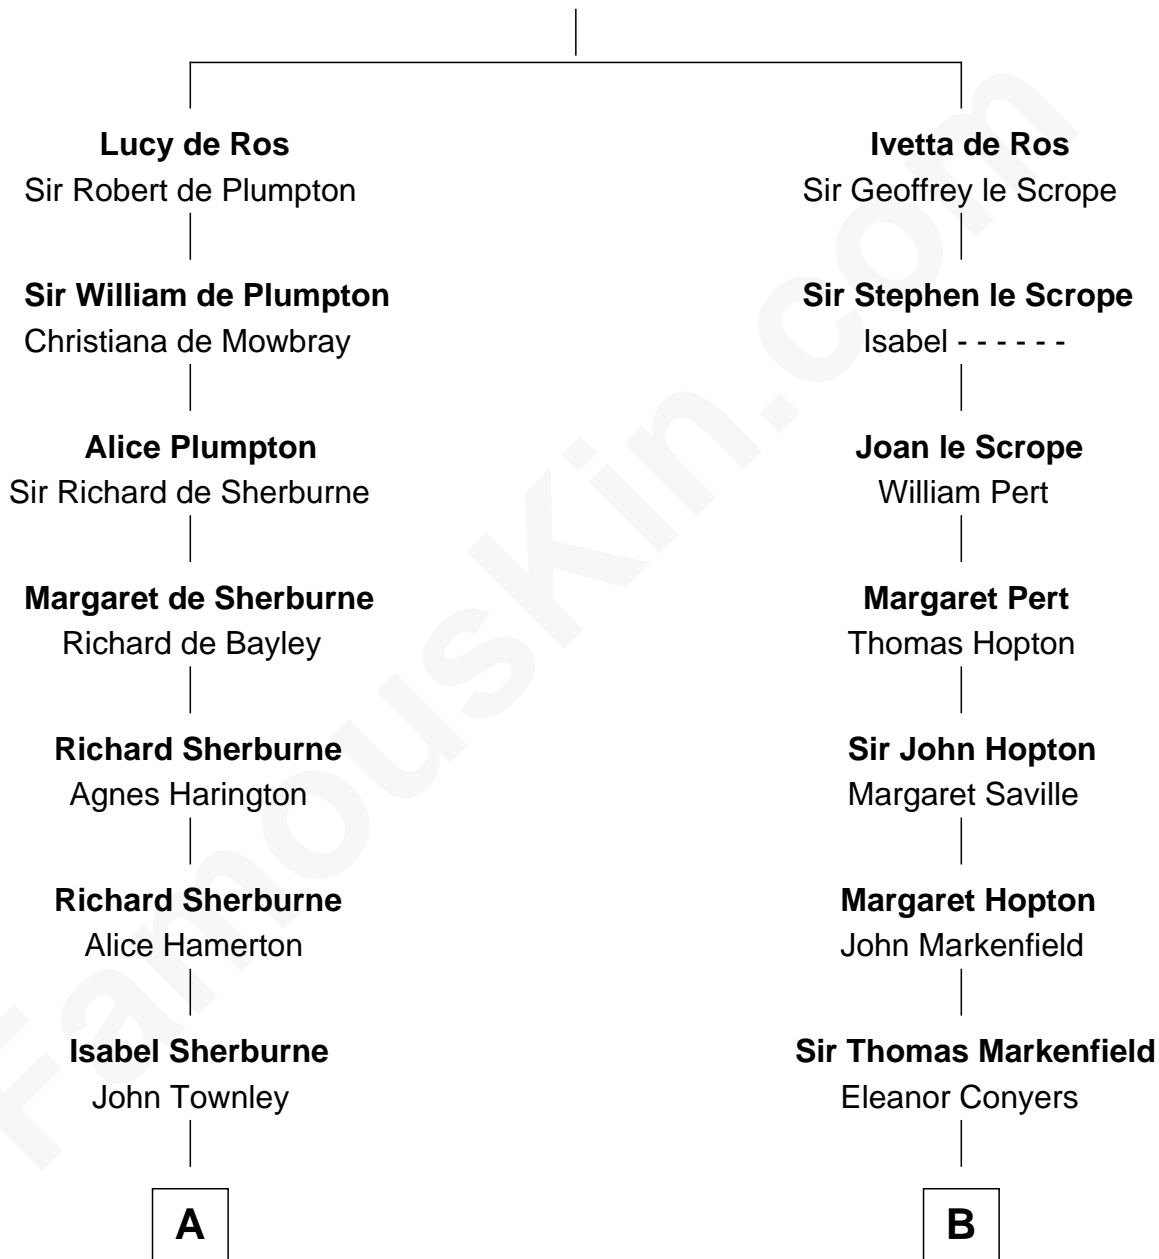 Lucy de Ros
Sir Robert de Plumpton
Sir William de Plumpton
Christiana de Mowbray
Alice Plumpton
Sir Richard de Sherburne
Margaret de Sherburne
Richard de Bayley
Richard Sherburne
Agnes Harington
Richard Sherburne
Alice Hamerton
Isabel Sherburne
John Townley
A
Ivetta de Ros
Sir Geoffrey le Scrope
Sir Stephen le Scrope
Isabel - - - - - -
Joan le Scrope
William Pert
Margaret Pert
Thomas Hopton
Sir John Hopton
Margaret Saville
Margaret Hopton
John Markenfield
Sir Thomas Markenfield
Eleanor Conyers
B
FamousKin.com